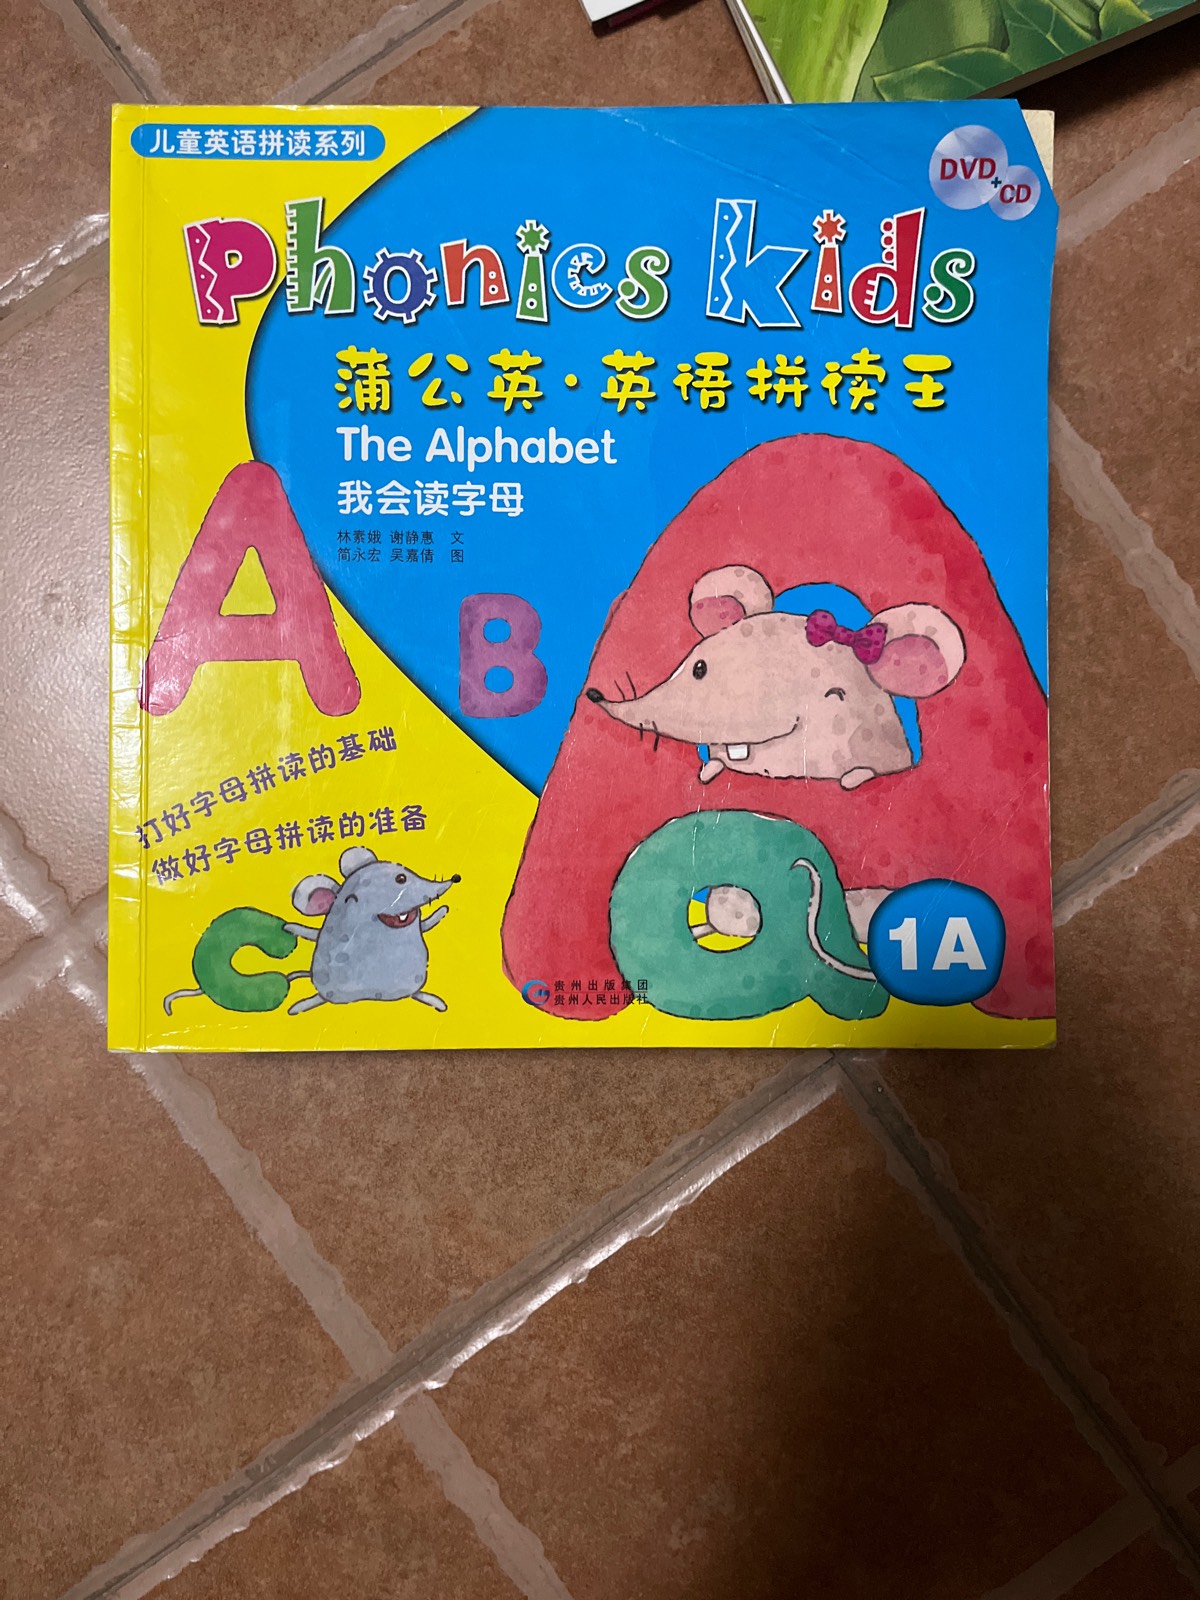 儿童英语拼读系列
DVD+CD
Phonics Kids
蒲公英·英语拼读王
The Alphabet
我会读字母
林素娥 谢静惠 文
简永宏 吴嘉倩 图
A
B
打好字母拼读的基础
做好字母拼读的准备
c
A
a
1A
贵州出版集团
贵州人民出版社